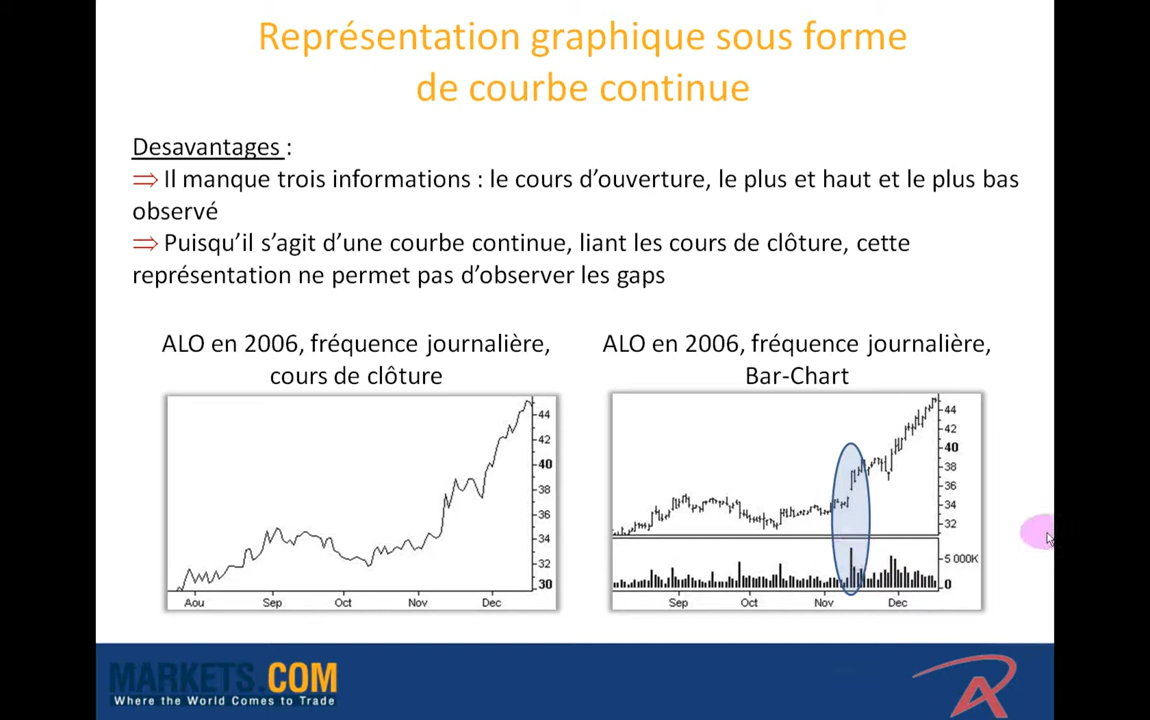 Représentation graphique sous forme
de courbe continue
Desavantages :
⇒ Il manque trois informations : le cours d’ouverture, le plus et haut et le plus bas
observé
⇒ Puisqu’il s’agit d’une courbe continue, liant les cours de clôture, cette
représentation ne permet pas d’observer les gaps
ALO en 2006, fréquence journalière,
cours de clôture
44
42
40
38
36
34
32
30
Aou Sep Oct Nov Dec
ALO en 2006, fréquence journalière,
Bar-Chart
44
42
40
38
36
34
32
5 000K
0
Sep Oct Nov Dec
MARKETS.COM
Where the World Comes to Trade